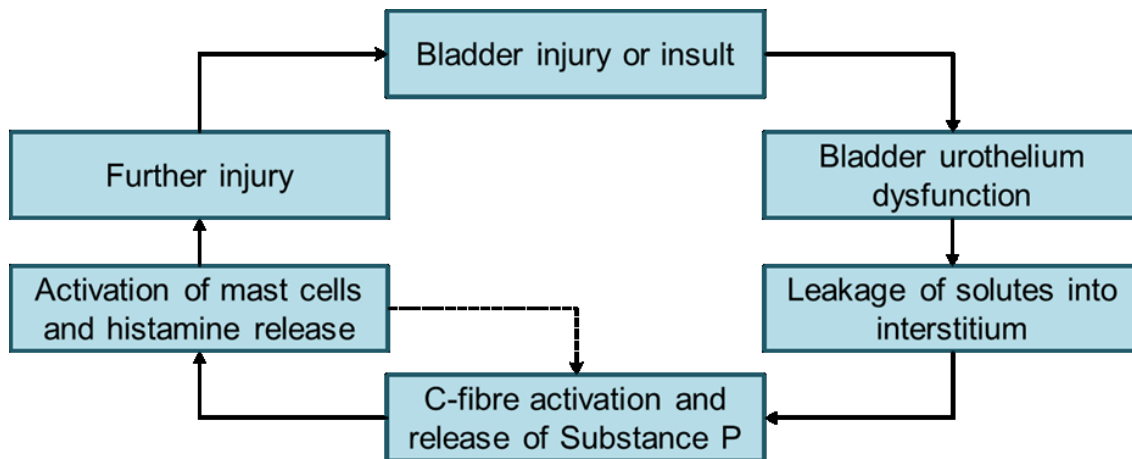 Bladder injury or insult
Bladder urothelium
dysfunction
Leakage of solutes into
interstitium
C-fibre activation and
release of Substance P
Activation of mast cells
and histamine release
Further injury